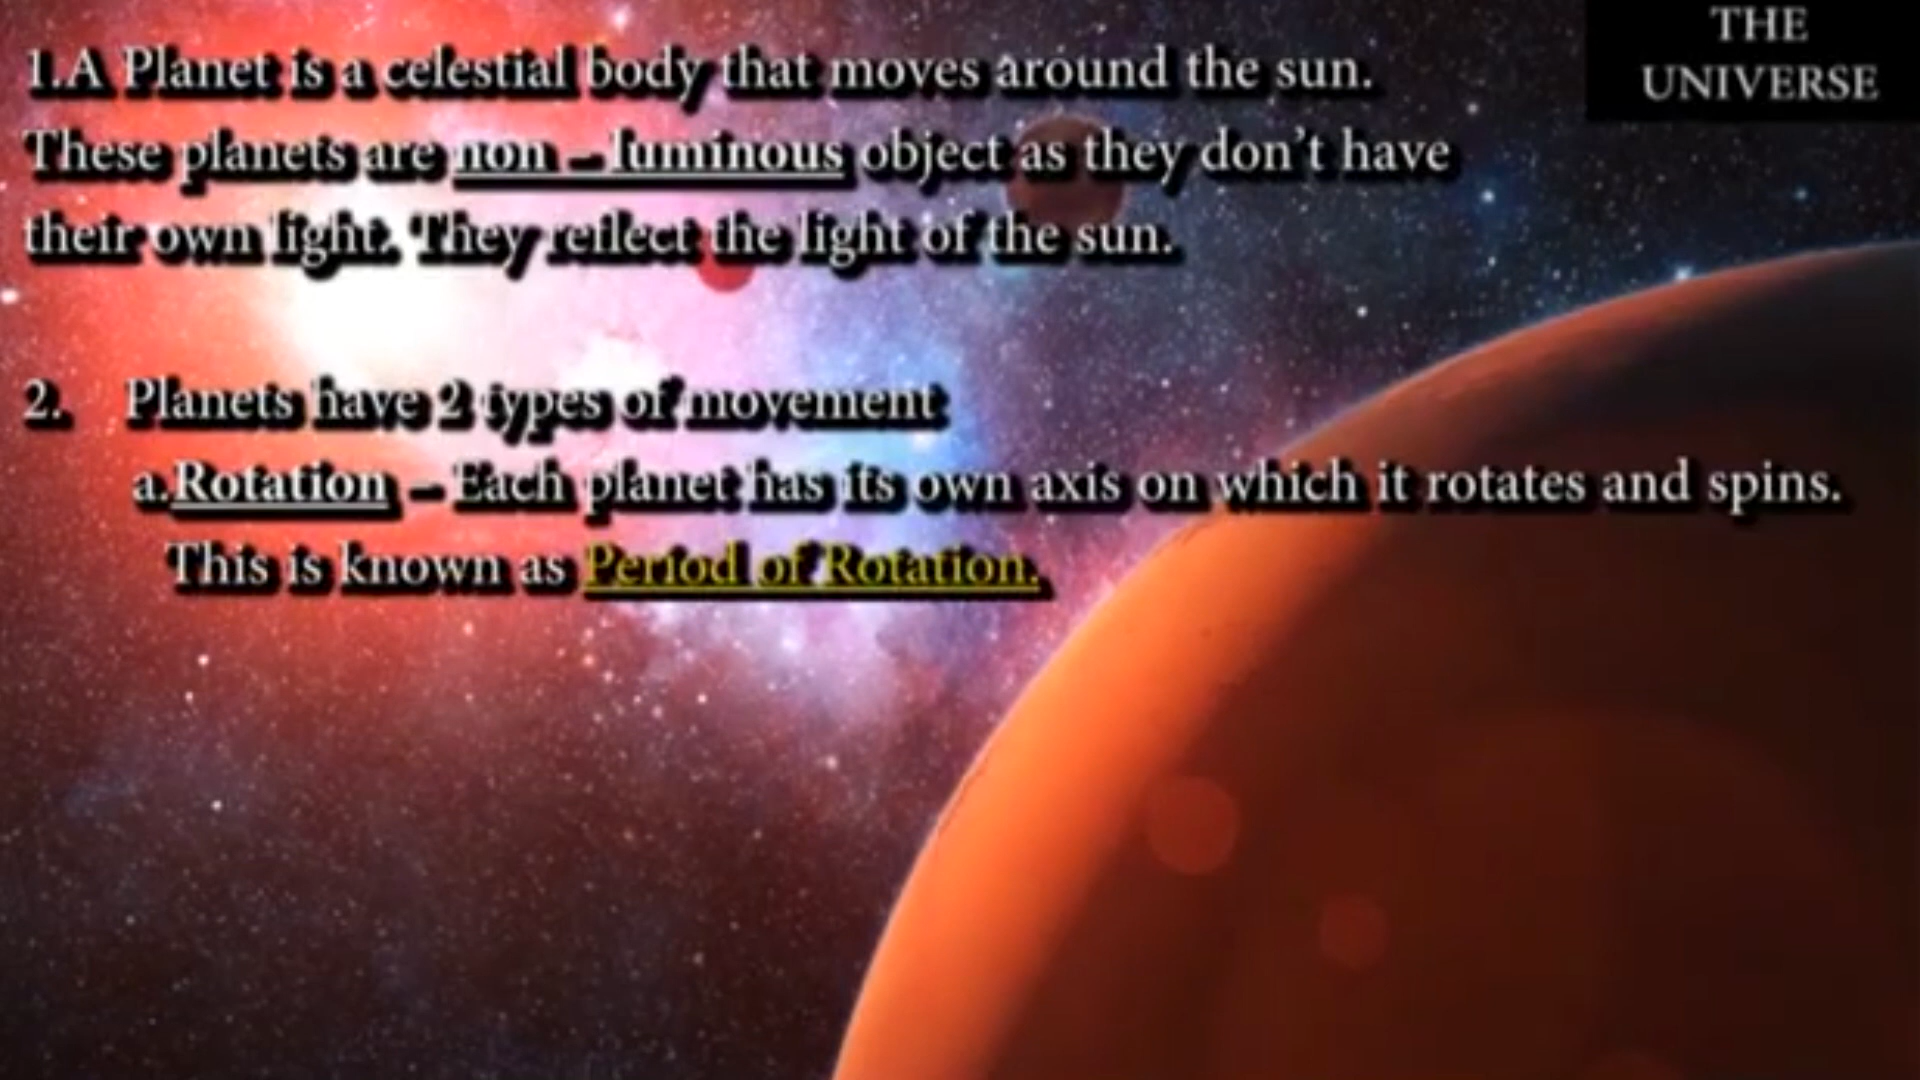 THE
UNIVERSE
1.A Planet is a celestial body that moves around the sun.
These planets are non – luminous object as they don’t have
their own light. They reflect the light of the sun.
2. Planets have 2 types of movement
a.Rotation – Each planet has its own axis on which it rotates and spins.
This is known as Period of Rotation.